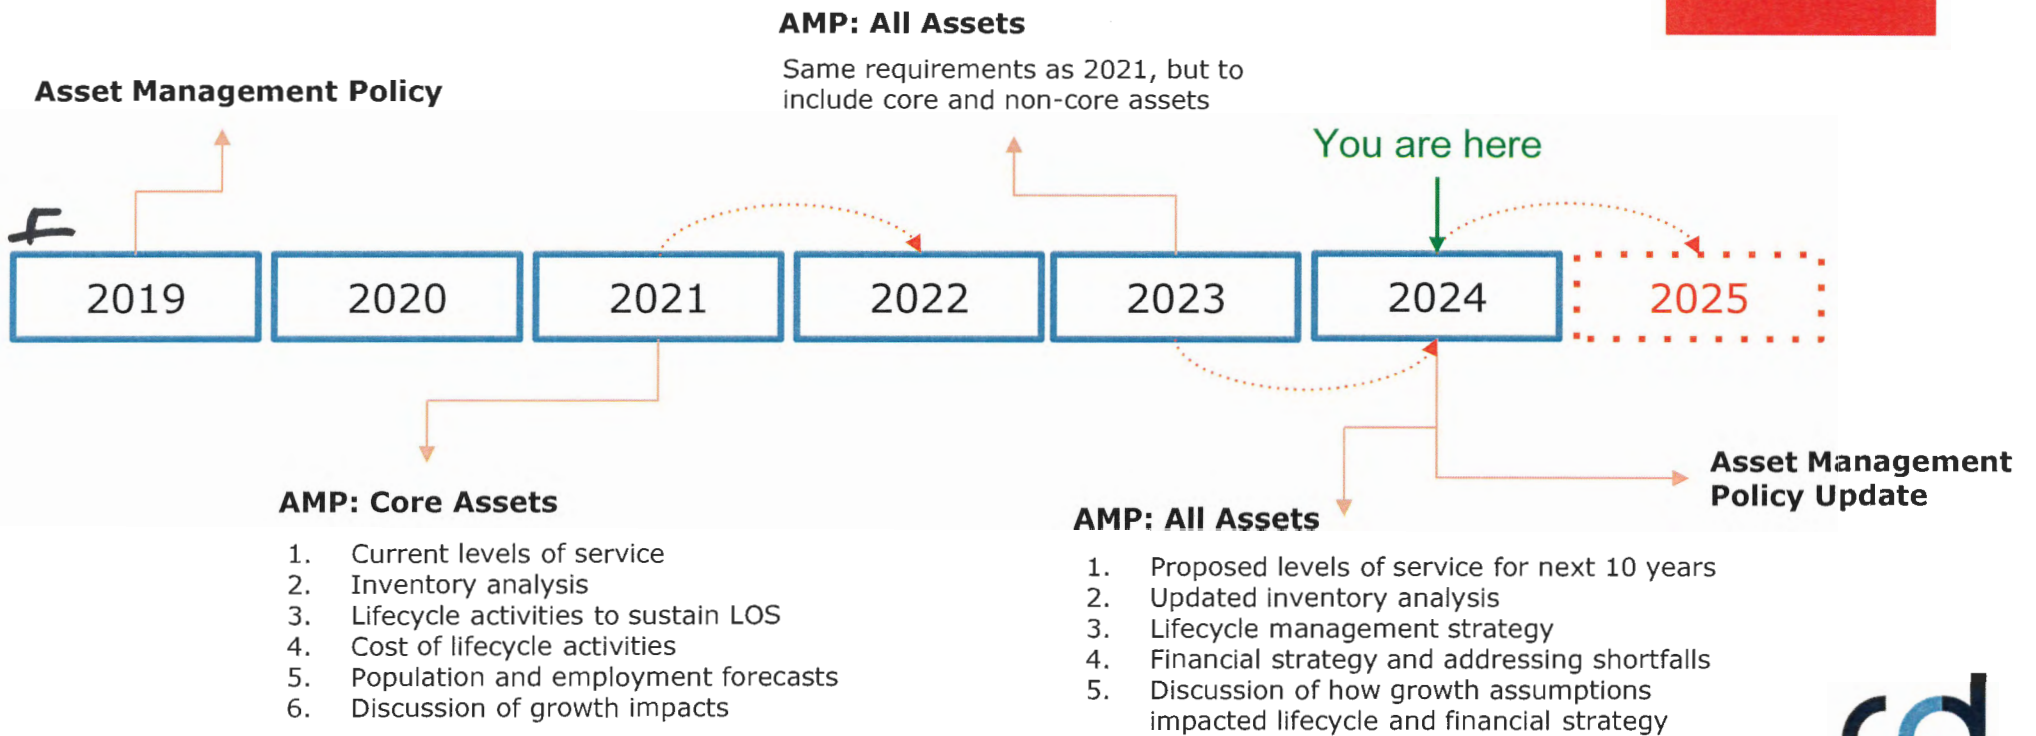 AMP: All Assets
Same requirements as 2021, but to
include core and non-core assets
Asset Management Policy
You are here
2019
2020
2021
2022
2023
2024
2025
AMP: Core Assets
1. Current levels of service
2. Inventory analysis
3. Lifecycle activities to sustain LOS
4. Cost of lifecycle activities
5. Population and employment forecasts
6. Discussion of growth impacts
AMP: All Assets
1. Proposed levels of service for next 10 years
2. Updated inventory analysis
3. Lifecycle management strategy
4. Financial strategy and addressing shortfalls
5. Discussion of how growth assumptions
impacted lifecycle and financial strategy
Asset Management
Policy Update